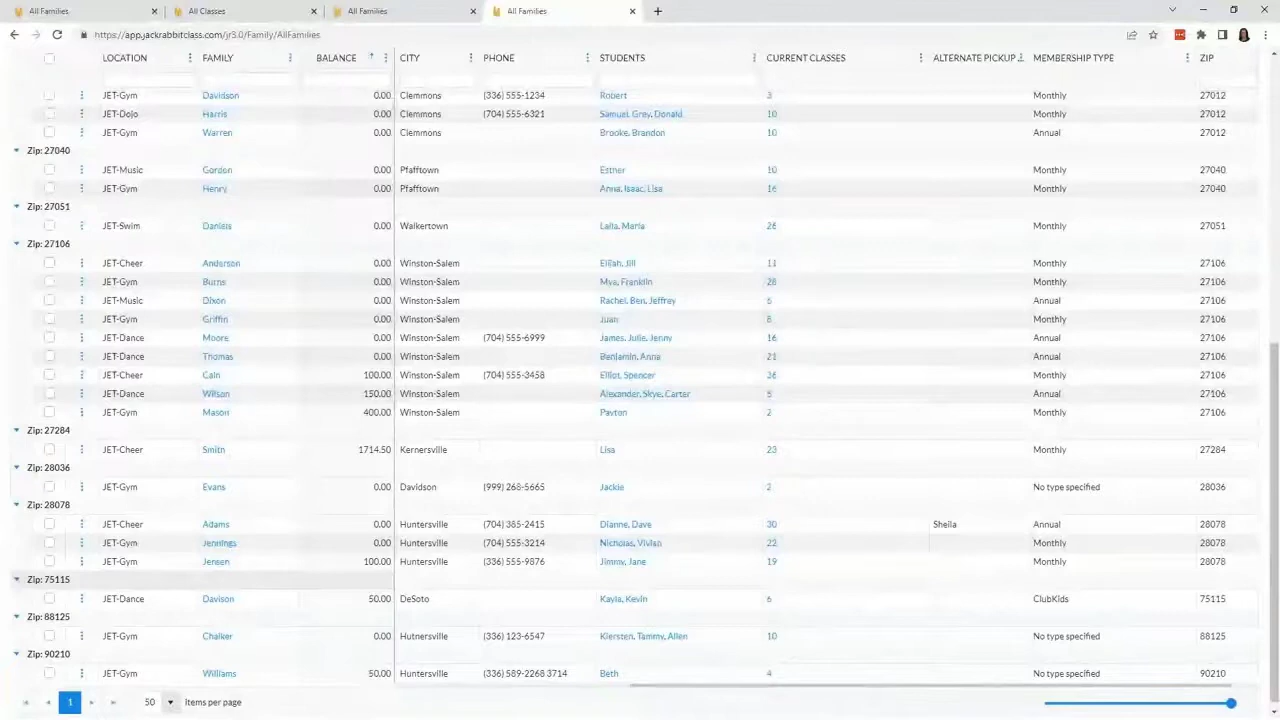 All Families
All Classes
All Families
All Families
https://app.jackrabbitclass.com/jr3.0/Family/AllFamilies
LOCATION FAMILY BALANCE CITY PHONE STUDENTS CURRENT CLASSES ALTERNATE PICKUP MEMBERSHIP TYPE ZIP
JET-Gym Davidson 0.00 Clemmons (336) 555-1234 Robert 3 Monthly 27012
JET-Dojo Harris 0.00 Clemmons (704) 555-6321 Samuel, Grey, Donald 10 Monthly 27012
JET-Gym Warren 0.00 Clemmons Brooke, Brandon 10 Annual 27012
Zip: 27040
JET-Music Gordon 0.00 Pfafftown Esther 10 Monthly 27040
JET-Gym Henry 0.00 Pfafftown Anna, Isaac, Lisa 16 Monthly 27040
Zip: 27051
JET-Swim Daniels 0.00 Walkertown Laila, Maria 26 Monthly 27051
Zip: 27106
JET-Cheer Anderson 0.00 Winston-Salem Elijah, Jill 11 Monthly 27106
JET-Gym Burns 0.00 Winston-Salem Mya, Franklin 28 Monthly 27106
JET-Music Dixon 0.00 Winston-Salem Rachel, Ben, Jeffrey 6 Annual 27106
JET-Gym Griffin 0.00 Winston-Salem Juan 8 Monthly 27106
JET-Dance Moore 0.00 Winston-Salem (704) 555-6999 James, Julie, Jenny 16 Annual 27106
JET-Dance Thomas 0.00 Winston-Salem Benjamin, Anna 21 Annual 27106
JET-Cheer Cain 100.00 Winston-Salem (704) 555-3458 Elliot, Spencer 36 Monthly 27106
JET-Dance Wilson 150.00 Winston-Salem Alexander, Skye, Carter 5 Annual 27106
JET-Gym Mason 400.00 Winston-Salem Payton 2 Monthly 27106
Zip: 27284
JET-Cheer Smith 1714.50 Kernersville Lisa 23 Monthly 27284
Zip: 28036
JET-Gym Evans 0.00 Davidson (999) 268-5665 Jackie 2 No type specified 28036
Zip: 28078
JET-Cheer Adams 0.00 Huntersville (704) 365-2415 Dianne, Dave 30 Sheila Annual 28078
JET-Gym Jennings 0.00 Huntersville (704) 555-3214 Nicholas, Vivian 22 Monthly 28078
JET-Gym Jensen 100.00 Huntersville (336) 555-9876 Jimmy, Jane 19 Monthly 28078
Zip: 75115
JET-Dance Davison 50.00 DeSoto Kayla, Kevin 6 ClubKids 75115
Zip: 88125
JET-Gym Chalker 0.00 Hutnersville (336) 123-6547 Kiersten, Tammy, Allen 10 No type specified 88125
Zip: 90210
JET-Gym Williams 50.00 Huntersville (336) 589-2268 3714 Beth 4 Monthly 90210
1 50 items per page